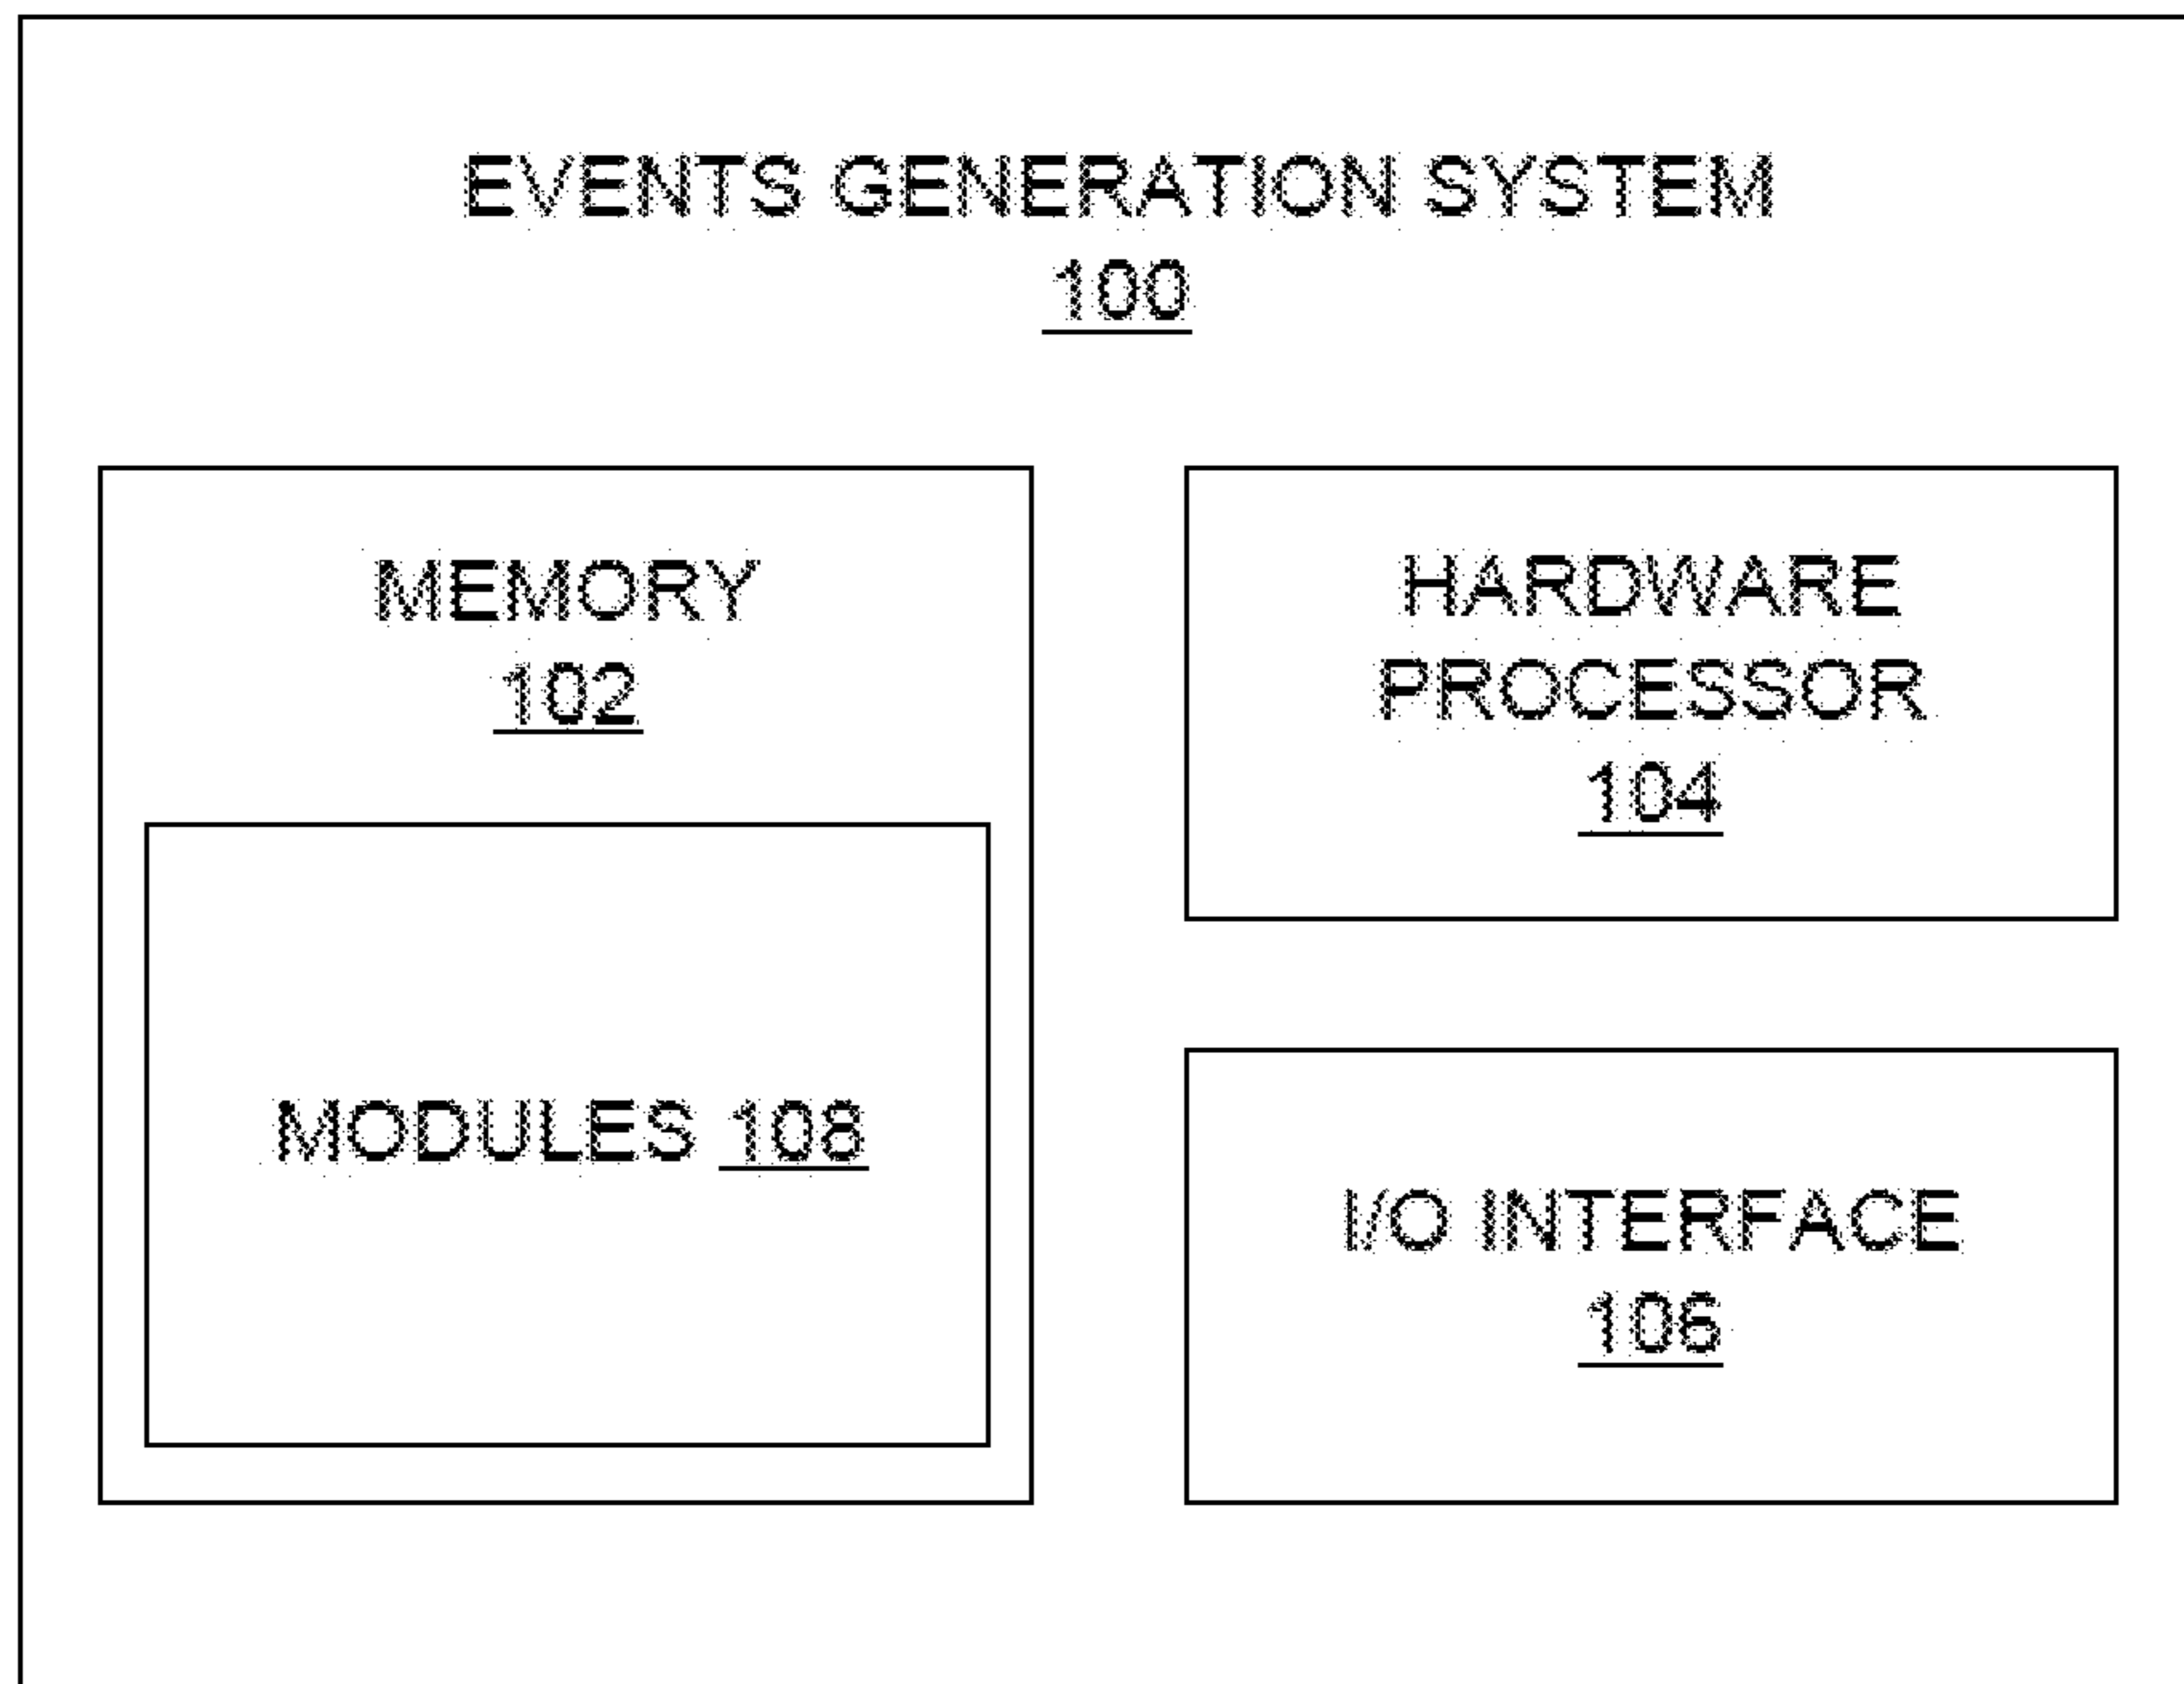 EVENTS GENERATION SYSTEM
100
MEMORY
102
MODULES 108
HARDWARE
PROCESSOR
104
I/O INTERFACE
106